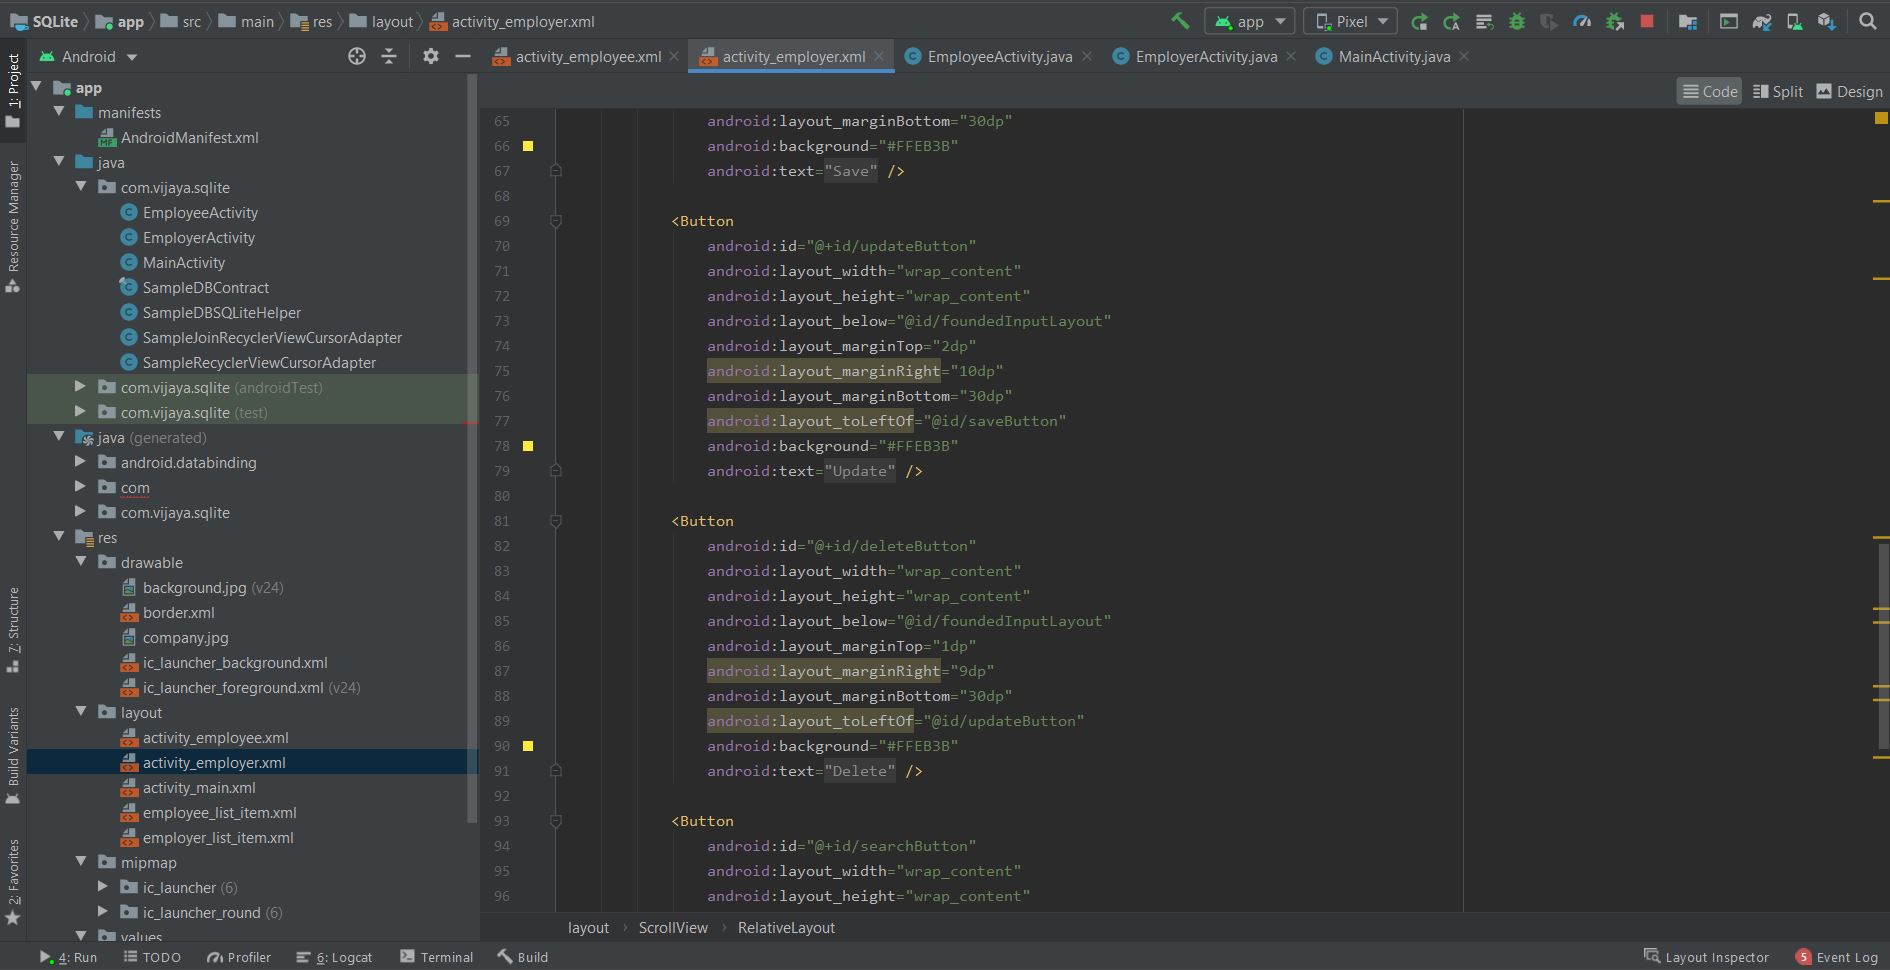 SQLite app src main res layout activity_employer.xml
app Pixel
1: Project
Resource Manager
7: Structure
Build Variants
2: Favorites
Android
activity_employee.xml activity_employer.xml EmployeeActivity.java EmployerActivity.java MainActivity.java
Code Split Design
app
manifests
AndroidManifest.xml
java
com.vijaya.sqlite
EmployeeActivity
EmployerActivity
MainActivity
SampleDBContract
SampleDBSQLiteHelper
SampleJoinRecyclerViewCursorAdapter
SampleRecyclerViewCursorAdapter
com.vijaya.sqlite (androidTest)
com.vijaya.sqlite (test)
java (generated)
android.databinding
com
com.vijaya.sqlite
res
drawable
background.jpg (v24)
border.xml
company.jpg
ic_launcher_background.xml
ic_launcher_foreground.xml (v24)
layout
activity_employee.xml
activity_employer.xml
activity_main.xml
employee_list_item.xml
employer_list_item.xml
mipmap
ic_launcher (6)
ic_launcher_round (6)
values
65 android:layout_marginBottom="30dp"
66 android:background="#FFEB3B"
67 android:text="Save" />
68
69 <Button
70 android:id="@+id/updateButton"
71 android:layout_width="wrap_content"
72 android:layout_height="wrap_content"
73 android:layout_below="@id/foundedInputLayout"
74 android:layout_marginTop="2dp"
75 android:layout_marginRight="10dp"
76 android:layout_marginBottom="30dp"
77 android:layout_toLeftOf="@id/saveButton"
78 android:background="#FFEB3B"
79 android:text="Update" />
80
81 <Button
82 android:id="@+id/deleteButton"
83 android:layout_width="wrap_content"
84 android:layout_height="wrap_content"
85 android:layout_below="@id/foundedInputLayout"
86 android:layout_marginTop="1dp"
87 android:layout_marginRight="9dp"
88 android:layout_marginBottom="30dp"
89 android:layout_toLeftOf="@id/updateButton"
90 android:background="#FFEB3B"
91 android:text="Delete" />
92
93 <Button
94 android:id="@+id/searchButton"
95 android:layout_width="wrap_content"
96 android:layout_height="wrap_content"
layout ScrollView RelativeLayout
4: Run TODO Profiler 6: Logcat Terminal Build Layout Inspector 5 Event Log